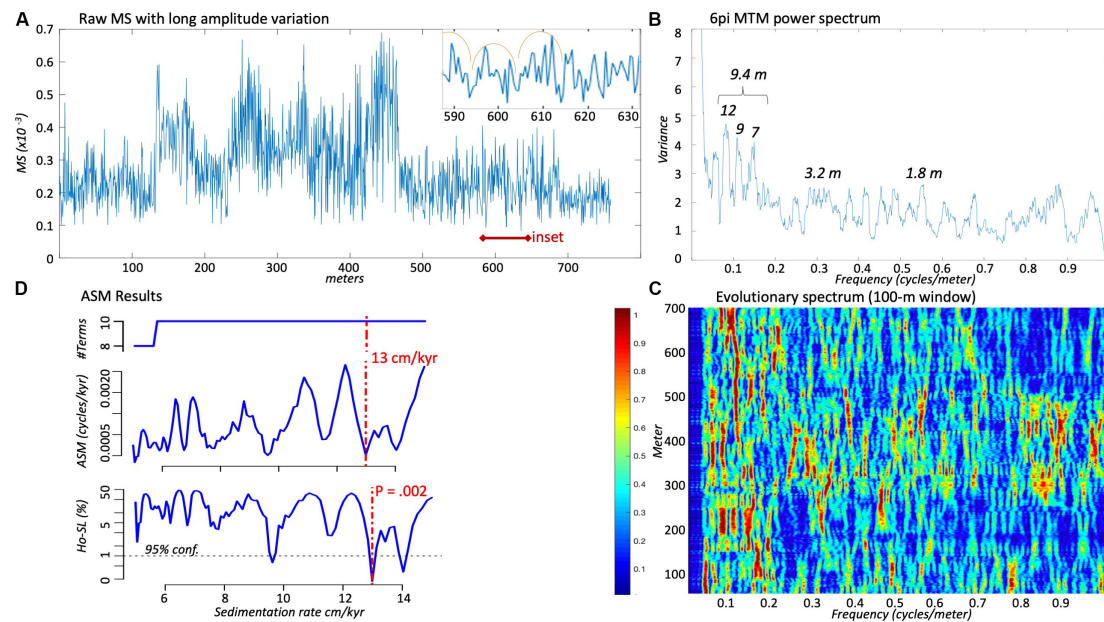 A Raw MS with long amplitude variation
0.7
0.6
0.5
0.4
0.3
0.2
0.1
0
MS (x10 -3)
100 200 300 400 500 600 700
meters
590 600 610 620 630
inset
B 6pi MTM power spectrum
8
7
6
5
4
3
2
1
0
Variance
9.4 m
12
9 7
3.2 m 1.8 m
0.1 0.2 0.3 0.4 0.5 0.6 0.7 0.8 0.9
Frequency (cycles/meter)
D ASM Results
#Terms
10
8
13 cm/kyr
ASM (cycles/kyr)
0.0020
0.0005
P = .002
Ho-SL (%)
50
5
1
0
95% conf.
6 8 10 12 14
Sedimentation rate cm/kyr
C Evolutionary spectrum (100-m window)
1
0.9
0.8
0.7
0.6
0.5
0.4
0.3
0.2
0.1
700
600
500
400
300
200
100
Meter
0.1 0.2 0.3 0.4 0.5 0.6 0.7 0.8 0.9
Frequency (cycles/meter)